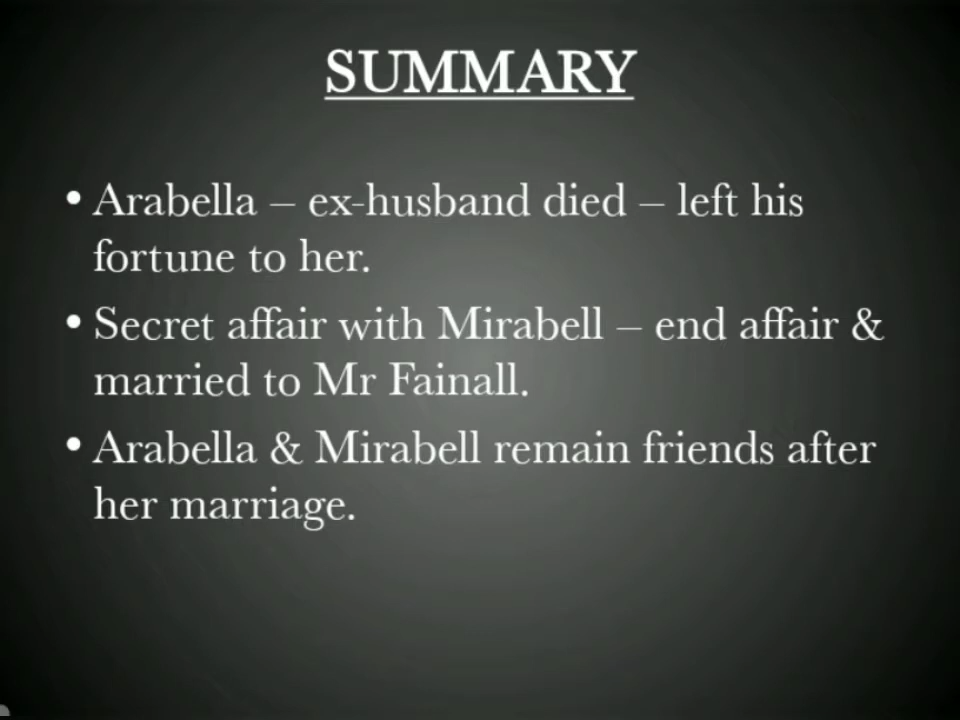 SUMMARY
• Arabella – ex-husband died – left his
fortune to her.
• Secret affair with Mirabell – end affair &
married to Mr Fainall.
• Arabella & Mirabell remain friends after
her marriage.